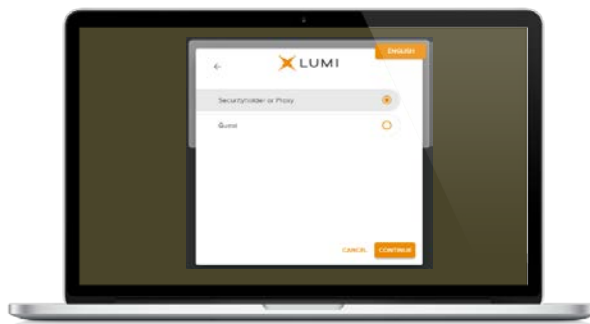 ENGLISH
LUMI
Securityholder or Proxy
Guest
CANCEL CONTINUE